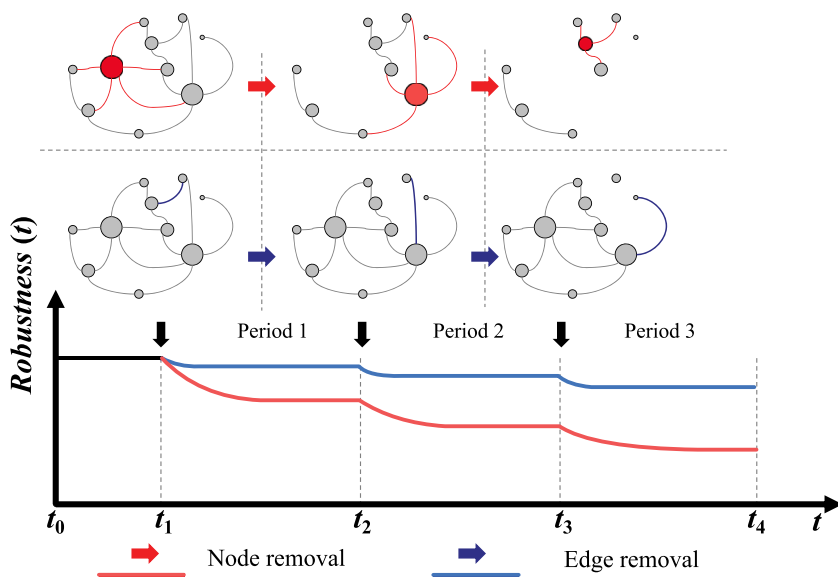 Robustness (t)
Period 1 Period 2 Period 3
t0 t1 t2 t3 t4 t
Node removal Edge removal